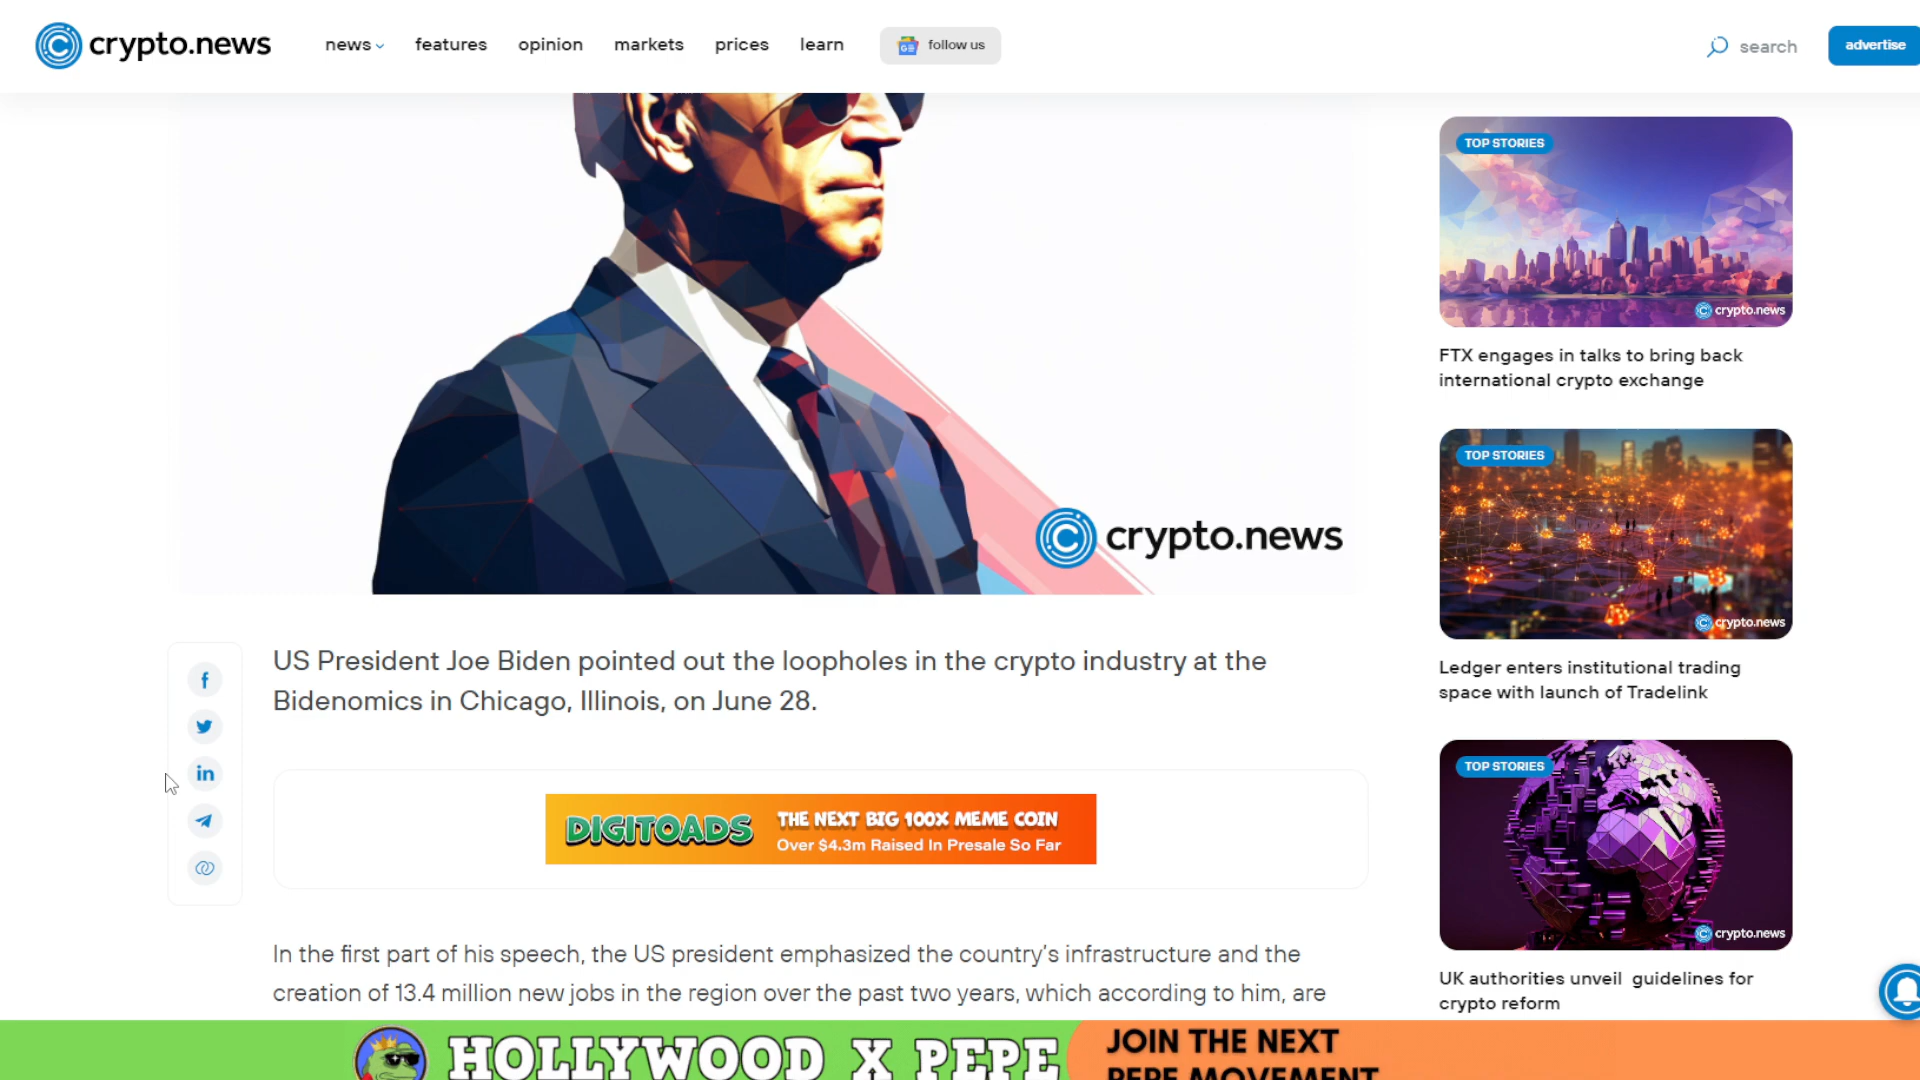 crypto.news
news
features
opinion
markets
prices
learn
follow us
search
advertise
crypto.news
US President Joe Biden pointed out the loopholes in the crypto industry at the
Bidenomics in Chicago, Illinois, on June 28.
DIGITOADS
THE NEXT BIG 100X MEME COIN
Over $4.3m Raised In Presale So Far
In the first part of his speech, the US president emphasized the country's infrastructure and the
creation of 13.4 million new jobs in the region over the past two years, which according to him, are
TOP STORIES
crypto.news
FTX engages in talks to bring back
international crypto exchange
TOP STORIES
crypto.news
Ledger enters institutional trading
space with launch of Tradelink
TOP STORIES
crypto.news
UK authorities unveil guidelines for
crypto reform
HOLLYWOOD X PEPE
JOIN THE NEXT
PEPE MOVEMENT